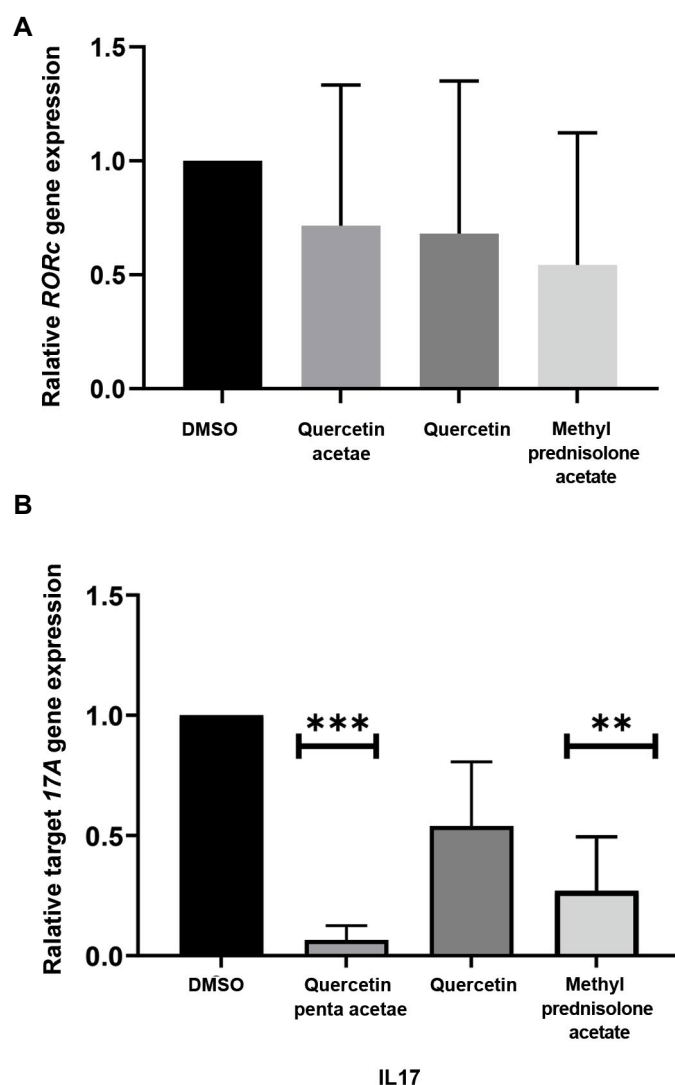 A
Ralative RORc gene expression
1.5
1.0
0.5
0.0
DMSO
Quercetin
acetae
Quercetin
Methyl
prednisolone
acetate
B
Ralative target 17A gene expression
1.5
1.0
0.5
0.0
***
**
DMSO
Quercetin
penta acetae
Quercetin
Methyl
prednisolone
acetate
IL17